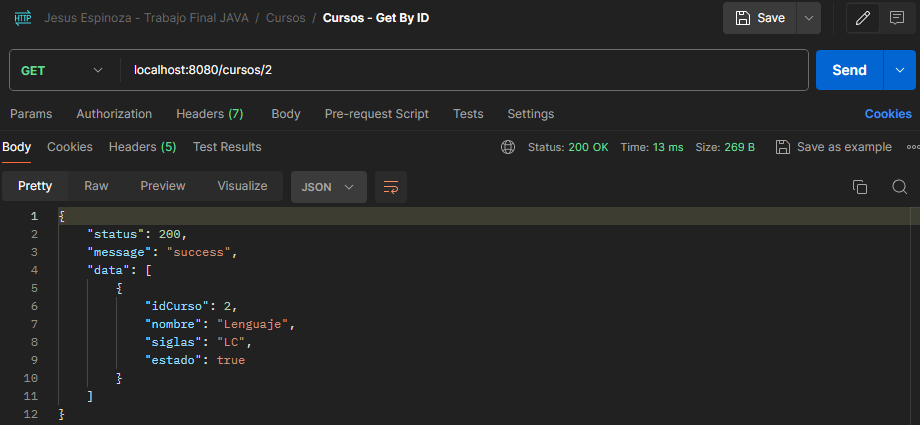 HTTP Jesus Espinoza - Trabajo Final JAVA / Cursos / Cursos - Get By ID Save
GET localhost:8080/cursos/2 Send
Params Authorization Headers (7) Body Pre-request Script Tests Settings Cookies
Body Cookies Headers (5) Test Results Status: 200 OK Time: 13 ms Size: 269 B Save as example
Pretty Raw Preview Visualize JSON
1 {
2 "status": 200,
3 "message": "success",
4 "data": [
5 {
6 "idCurso": 2,
7 "nombre": "Lenguaje",
8 "siglas": "LC",
9 "estado": true
10 }
11 ]
12 }